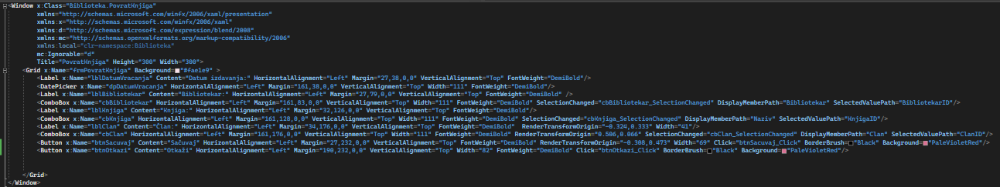 <Window x:Class="Biblioteka.PovratKnjiga"
xmlns="http://schemas.microsoft.com/winfx/2006/xaml/presentation"
xmlns:x="http://schemas.microsoft.com/winfx/2006/xaml"
xmlns:d="http://schemas.microsoft.com/expression/blend/2008"
xmlns:mc="http://schemas.openxmlformats.org/markup-compatibility/2006"
xmlns:local="clr-namespace:Biblioteka"
mc:Ignorable="d"
Title="PovratKnjiga" Height="300" Width="300">
<Grid x:Name="frmPovratKnjiga" Background="#fae1e9" >
<Label x:Name="lblDatumVracanja" Content="Datum izdavanja:" HorizontalAlignment="Left" Margin="27,38,0,0" VerticalAlignment="Top" FontWeight="DemiBold"/>
<DatePicker x:Name="dpDatumVracanja" HorizontalAlignment="Left" Margin="161,38,0,0" VerticalAlignment="Top" Width="111" FontWeight="DemiBold"/>
<Label x:Name="lblBibliotekar" Content="Bibliotekar:" HorizontalAlignment="Left" Margin="27,79,0,0" VerticalAlignment="Top" FontWeight="DemiBold" />
<ComboBox x:Name="cbBibliotekar" HorizontalAlignment="Left" Margin="161,83,0,0" VerticalAlignment="Top" Width="111" FontWeight="DemiBold" SelectionChanged="cbBibliotekar_SelectionChanged" DisplayMemberPath="Bibliotekar" SelectedValuePath="BibliotekarID"/>
<Label x:Name="lblKnjiga" Content="Knjiga:" HorizontalAlignment="Left" Margin="32,126,0,0" VerticalAlignment="Top" FontWeight="DemiBold"/>
<ComboBox x:Name="cbKnjiga" HorizontalAlignment="Left" Margin="161,128,0,0" VerticalAlignment="Top" Width="111" FontWeight="DemiBold" SelectionChanged="cbKnjiga_SelectionChanged" DisplayMemberPath="Naziv" SelectedValuePath="KnjigaID"/>
<Label x:Name="lblClan" Content="Član:" HorizontalAlignment="Left" Margin="34,176,0,0" VerticalAlignment="Top" FontWeight="DemiBold"  RenderTransformOrigin="-0.324,0.333" Width="41"/>
<ComboBox x:Name="cbClan" HorizontalAlignment="Left" Margin="161,176,0,0" VerticalAlignment="Top" Width="111" FontWeight="DemiBold" RenderTransformOrigin="0.506,0.066" SelectionChanged="cbClan_SelectionChanged" DisplayMemberPath="Clan" SelectedValuePath="ClanID"/>
<Button x:Name="btnSacuvaj" Content="Sačuvaj" HorizontalAlignment="Left" Margin="27,232,0,0" VerticalAlignment="Top" FontWeight="DemiBold" RenderTransformOrigin="-0.308,0.473" Width="69" Click="btnSacuvaj_Click" BorderBrush="Black" Background="PaleVioletRed"/>
<Button x:Name="btnOtkazi" Content="Otkaži" HorizontalAlignment="Left" Margin="190,232,0,0" VerticalAlignment="Top" Width="82" FontWeight="DemiBold" Click="btnOtkazi_Click" BorderBrush="Black" Background="PaleVioletRed"/>
</Grid>
</Window>